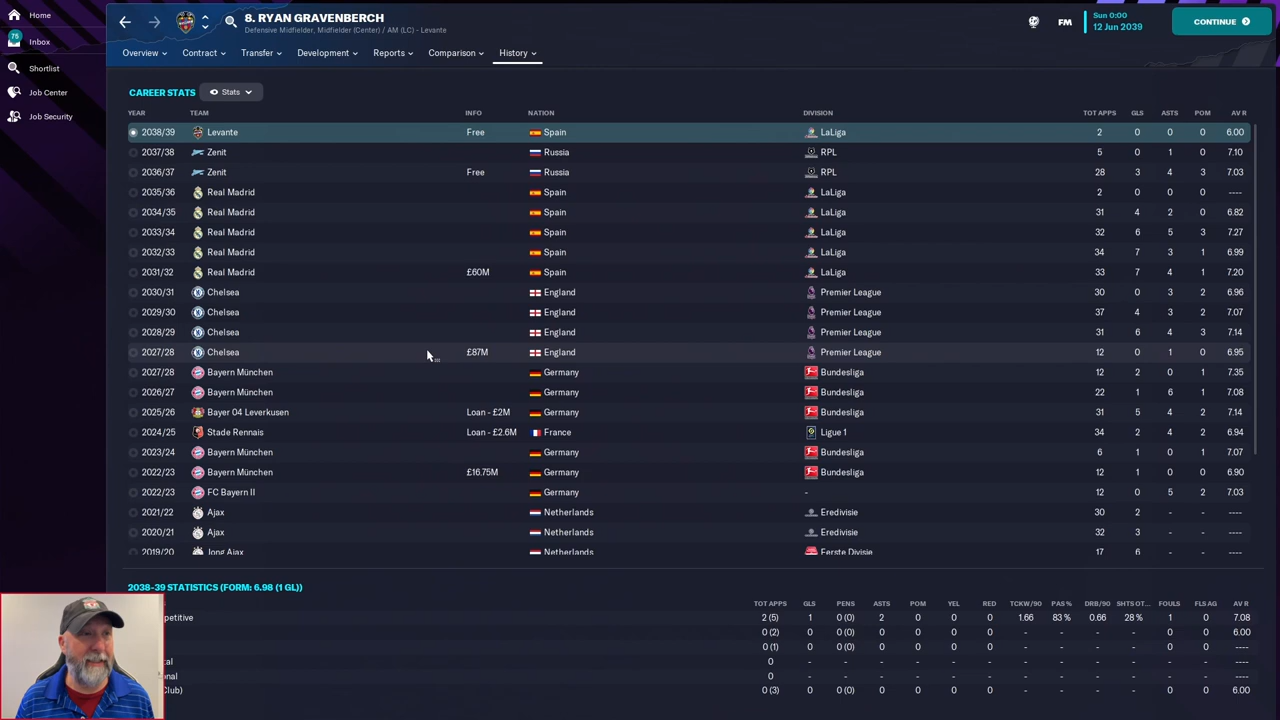 Home
75
Inbox
Shortlist
Job Center
Job Security
8. RYAN GRAVENBERCH
Defensive Midfielder, Midfielder (Center) / AM (LC) - Levante
FM
Sun 0:00
12 Jun 2039
CONTINUE
Overview Contract Transfer Development Reports Comparison History
CAREER STATS Stats
YEAR TEAM INFO NATION DIVISION TOT APPS GLS ASTS POM AV R
2038/39 Levante Free Spain LaLiga 2 0 0 0 6.00
2037/38 Zenit Russia RPL 5 0 1 0 7.10
2036/37 Zenit Free Russia RPL 28 3 4 3 7.03
2035/36 Real Madrid Spain LaLiga 2 0 0 0 ----
2034/35 Real Madrid Spain LaLiga 31 4 2 0 6.82
2033/34 Real Madrid Spain LaLiga 32 6 5 3 7.27
2032/33 Real Madrid Spain LaLiga 34 7 3 1 6.99
2031/32 Real Madrid £60M Spain LaLiga 33 7 4 1 7.20
2030/31 Chelsea England Premier League 30 0 3 2 6.96
2029/30 Chelsea England Premier League 37 4 3 2 7.07
2028/29 Chelsea England Premier League 31 6 4 3 7.14
2027/28 Chelsea £87M England Premier League 12 0 1 0 6.95
2027/28 Bayern München Germany Bundesliga 12 2 0 1 7.35
2026/27 Bayern München Germany Bundesliga 22 1 6 1 7.08
2025/26 Bayer 04 Leverkusen Loan - £2M Germany Bundesliga 31 5 4 2 7.14
2024/25 Stade Rennais Loan - £2.6M France Ligue 1 34 2 4 2 6.94
2023/24 Bayern München Germany Bundesliga 6 1 0 1 7.07
2022/23 Bayern München £16.75M Germany Bundesliga 12 1 0 0 6.90
2022/23 FC Bayern II Germany - 12 0 5 2 7.03
2021/22 Ajax Netherlands Eredivisie 30 2 - - ----
2020/21 Ajax Netherlands Eredivisie 32 3 - - ----
2019/20 Jong Ajax Netherlands Eerste Divisie 17 6 - - ----
2038-39 STATISTICS (FORM: 6.98 (1 GL))
TOT APPS GLS PENS ASTS POM YEL RED TCKW/90 PAS % DRB/90 SHTS OT... FOULS FLS AG AV R
petitive 2 (5) 1 0 (0) 2 0 0 0 1.66 83 % 0.66 28 % 1 0 7.08
0 (2) 0 0 (0) 0 0 0 0 - - - - 0 0 6.00
0 (1) 0 0 (0) 0 0 0 0 - - - - 0 0 ----
tal 0 - - - - - - - - - - - - ----
onal 0 - - - - - - - - - - - - ----
Club) 0 (3) 0 0 (0) 0 0 0 0 - - - - 0 0 6.00